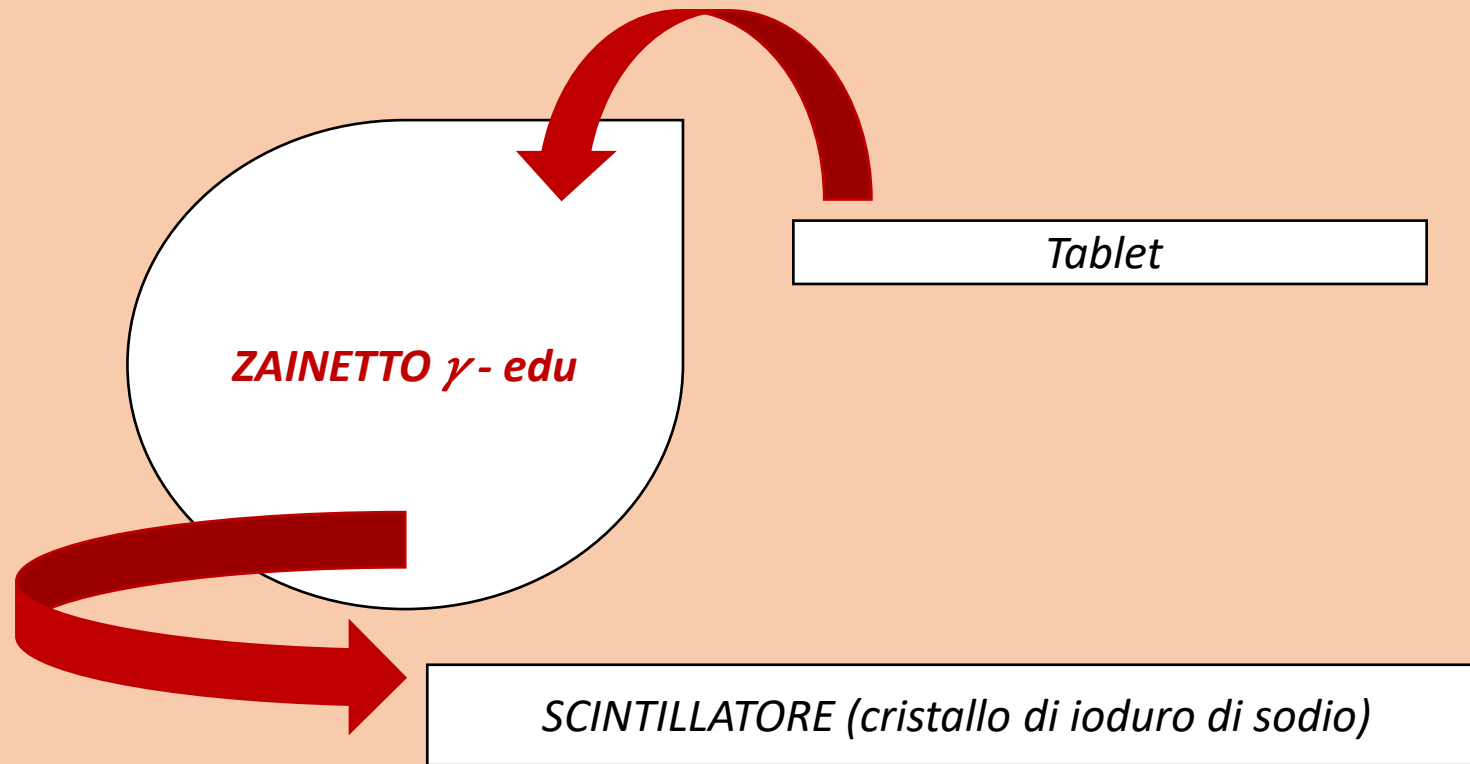 Tablet
ZAINETTO γ - edu
SCINTILLATORE (cristallo di ioduro di sodio)